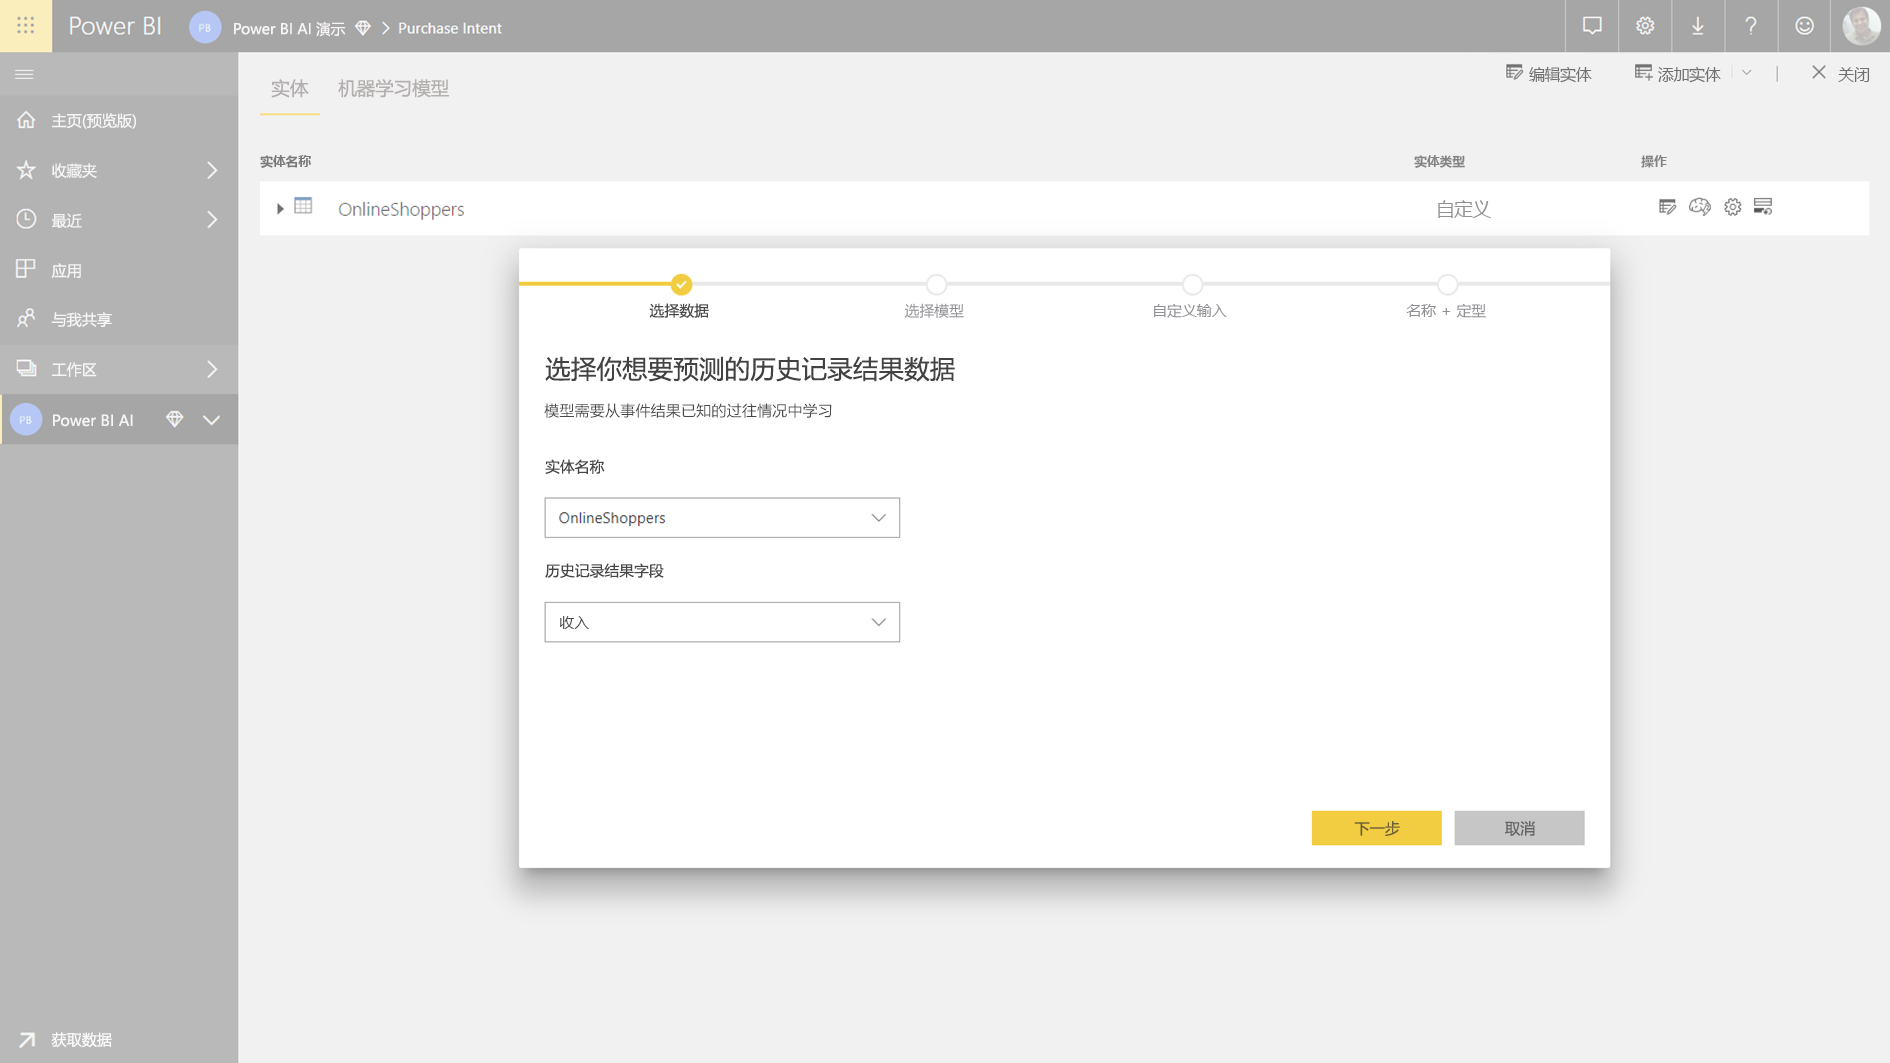 Power BI
PB Power BI AI 演示 > Purchase Intent
主页(预览版)
收藏夹
最近
应用
与我共享
工作区
PB Power BI AI
获取数据
实体 机器学习模型
编辑实体 添加实体 | 关闭
实体名称 实体类型 操作
OnlineShoppers 自定义
选择数据 选择模型 自定义输入 名称 + 定型
选择你想要预测的历史记录结果数据
模型需要从事件结果已知的过往情况中学习
实体名称
OnlineShoppers
历史记录结果字段
收入
下一步 取消